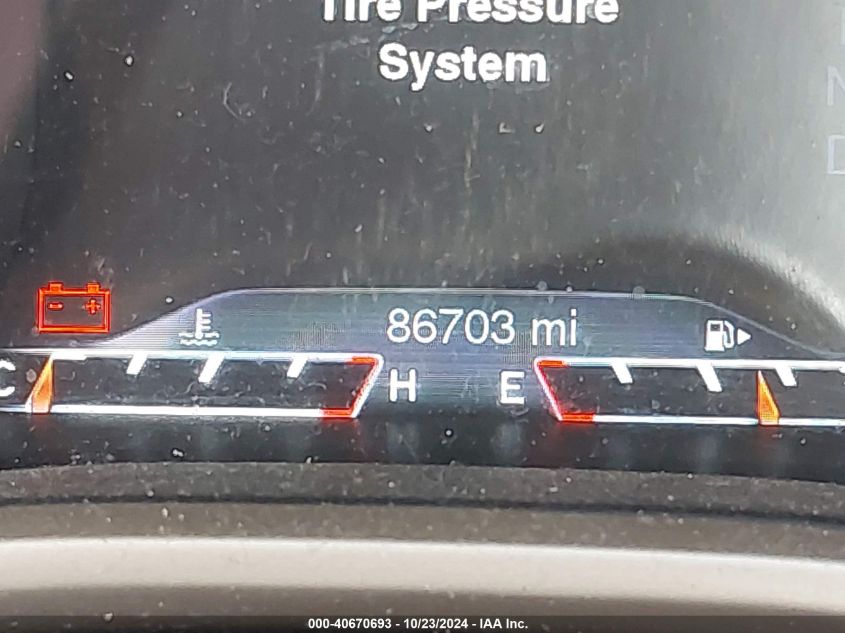 Tire Pressure
System
86703 mi
C H E
000-40670693 - 10/23/2024 - IAA Inc.